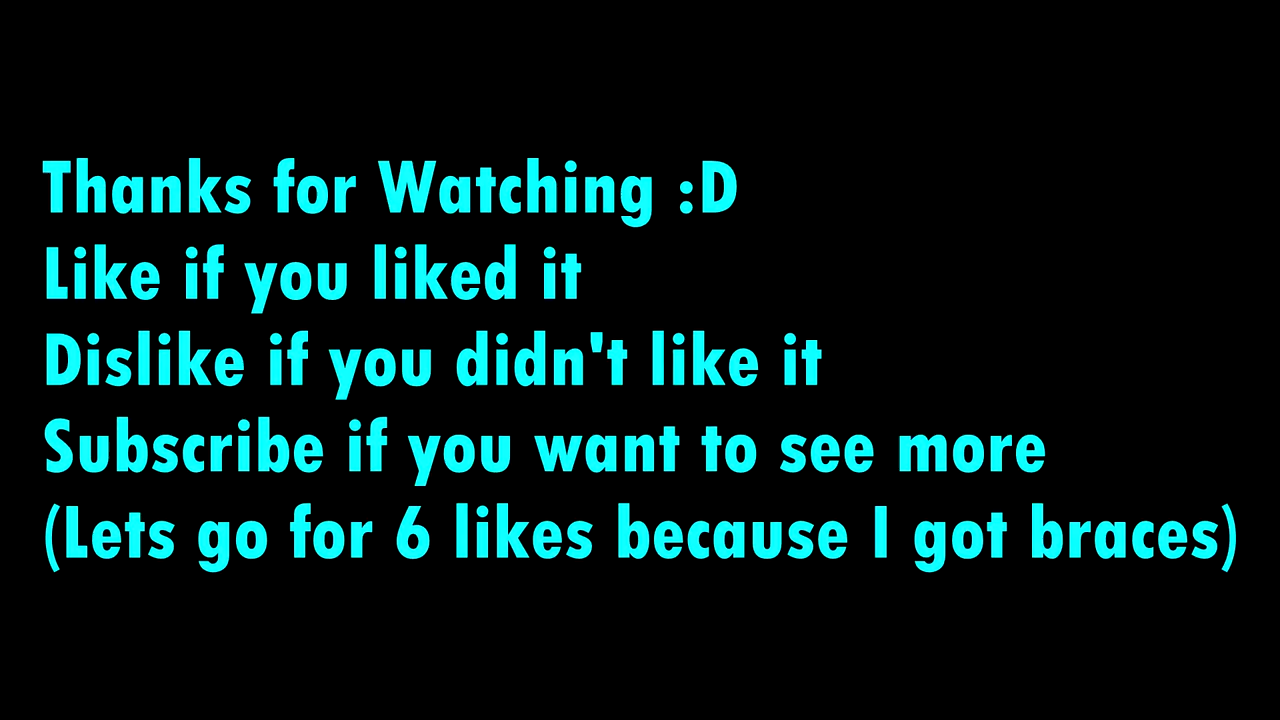 Thanks for Watching :D
Like if you liked it
Dislike if you didn't like it
Subscribe if you want to see more
(Lets go for 6 likes because I got braces)